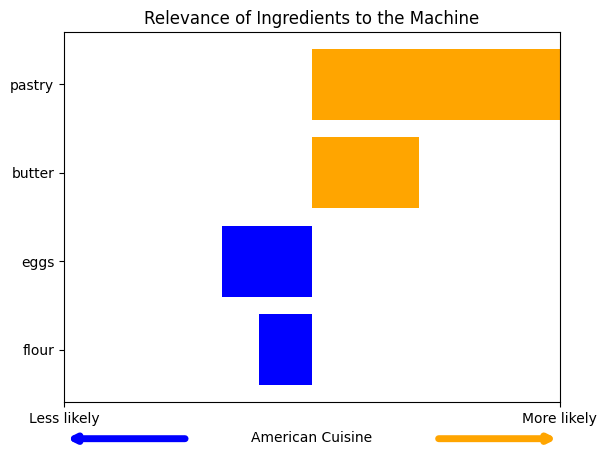 Relevance of Ingredients to the Machine
pastry
butter
eggs
flour
Less likely More likely
American Cuisine